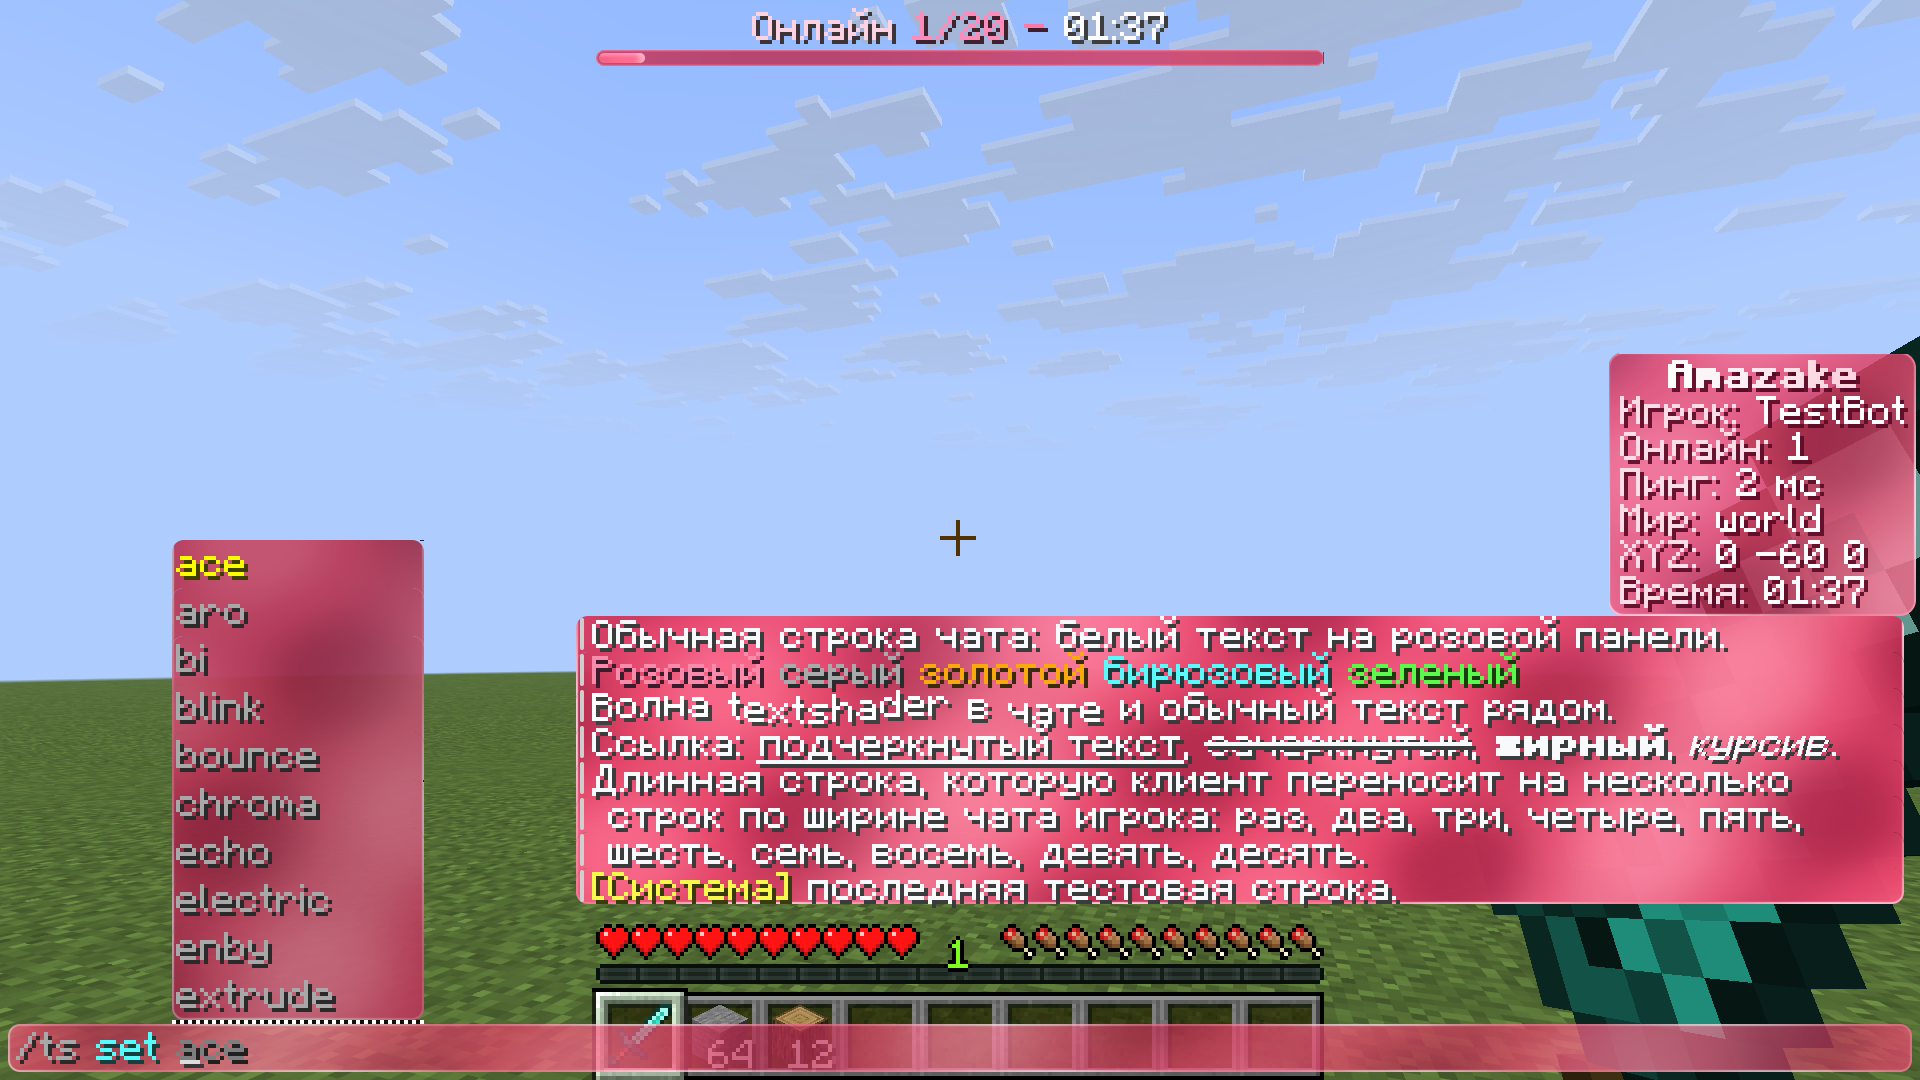 Онлайн 1/20 - 01:37
Amazake
Игрок: TestBot
Онлайн: 1
Пинг: 2 мс
Мир: world
XYZ: 0 -60 0
Время: 01:37
ace
aro
bi
blink
bounce
chroma
echo
electric
enby
extrude
Обычная строка чата: белый текст на розовой панели.
Розовый серый золотой бирюзовый зеленый
Волна textshader в чате и обычный текст рядом.
Ссылка: подчеркнутый текст, зачеркнутый, жирный, курсив.
Длинная строка, которую клиент переносит на несколько
строк по ширине чата игрока: раз, два, три, четыре, пять,
шесть, семь, восемь, девять, десять.
[Система] последняя тестовая строка.
1
64 12
/ts set ace